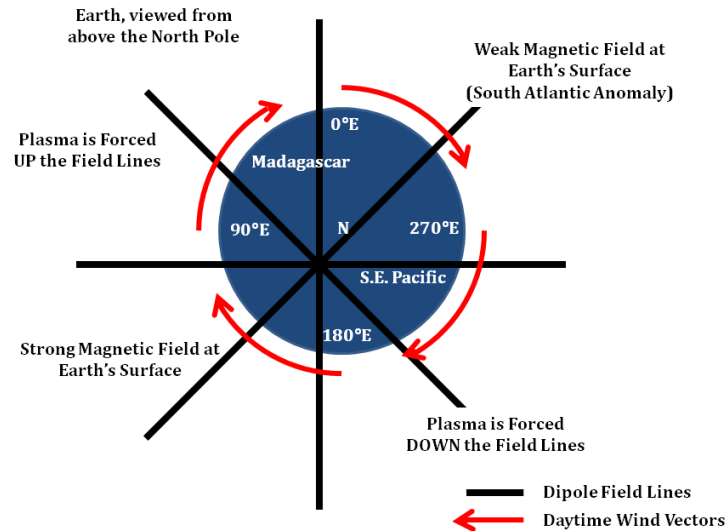 Earth, viewed from
above the North Pole
Weak Magnetic Field at
Earth's Surface
(South Atlantic Anomaly)
Plasma is Forced
UP the Field Lines
0°E
Madagascar
90°E
N
270°E
S.E. Pacific
180°E
Strong Magnetic Field at
Earth's Surface
Plasma is Forced
DOWN the Field Lines
Dipole Field Lines
Daytime Wind Vectors